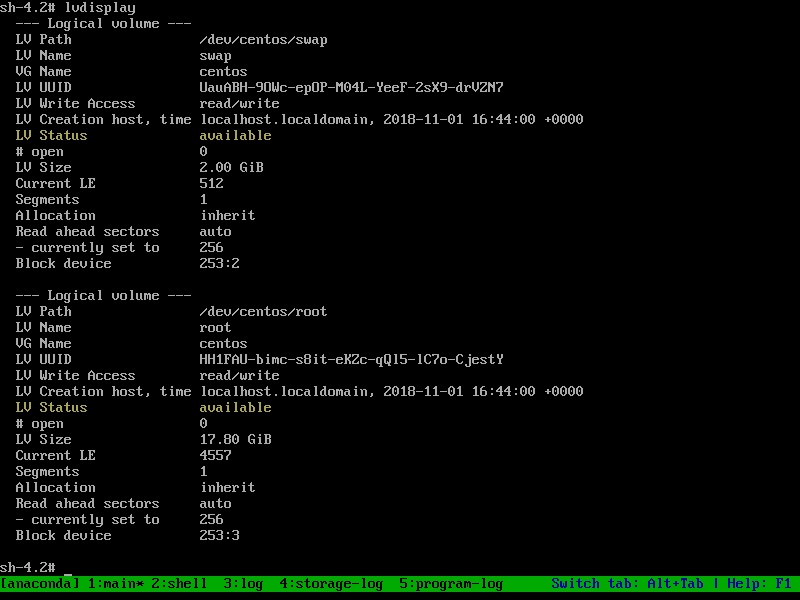 sh-4.2# lvdisplay
--- Logical volume ---
LV Path /dev/centos/swap
LV Name swap
VG Name centos
LV UUID UauABH-9OWc-epOP-M04L-YeeF-2sX9-drVZN7
LV Write Access read/write
LV Creation host, time localhost.localdomain, 2018-11-01 16:44:00 +0000
LV Status available
# open 0
LV Size 2.00 GiB
Current LE 512
Segments 1
Allocation inherit
Read ahead sectors auto
- currently set to 256
Block device 253:2
--- Logical volume ---
LV Path /dev/centos/root
LV Name root
VG Name centos
LV UUID HH1FAU-bimc-s8it-eKZc-qQl5-lC7o-CjestY
LV Write Access read/write
LV Creation host, time localhost.localdomain, 2018-11-01 16:44:00 +0000
LV Status available
# open 0
LV Size 17.80 GiB
Current LE 4557
Segments 1
Allocation inherit
Read ahead sectors auto
- currently set to 256
Block device 253:3
sh-4.2# _
[anaconda] 1:main* 2:shell 3:log 4:storage-log 5:program-log Switch tab: Alt+Tab | Help: F1